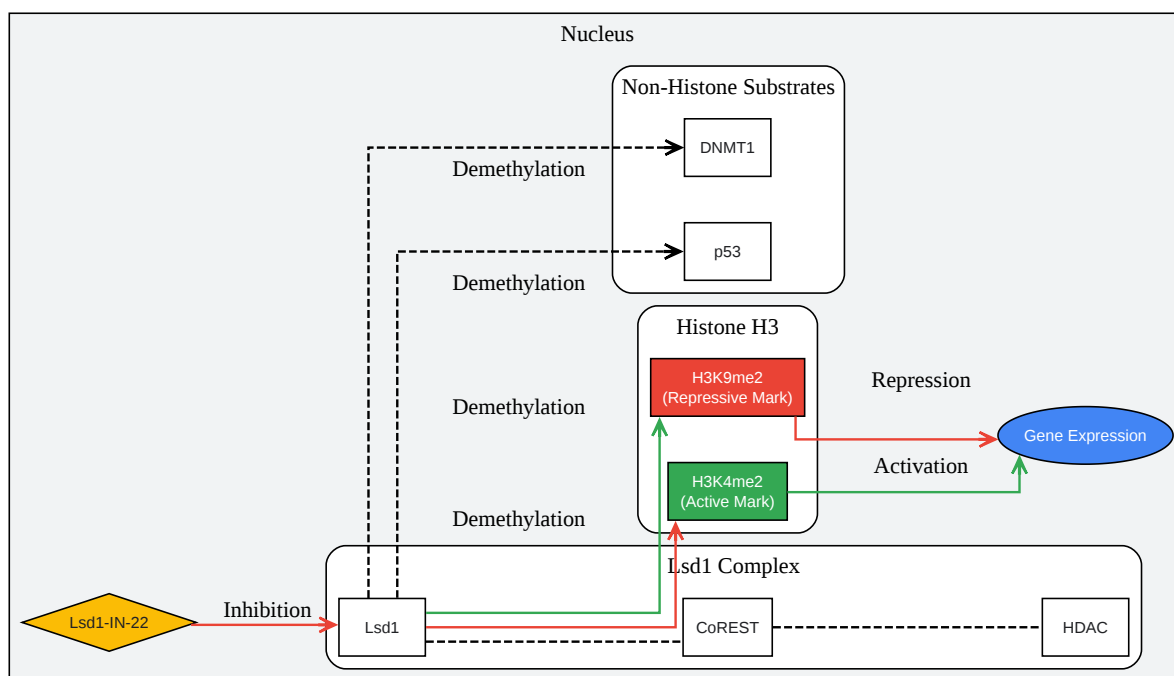 Nucleus
Non-Histone Substrates
DNMT1
Demethylation
p53
Demethylation
Histone H3
H3K9me2
(Repressive Mark)
Repression
Demethylation
Gene Expression
Activation
H3K4me2
(Active Mark)
Demethylation
Lsd1 Complex
Inhibition
Lsd1-IN-22
Lsd1
CoREST
HDAC